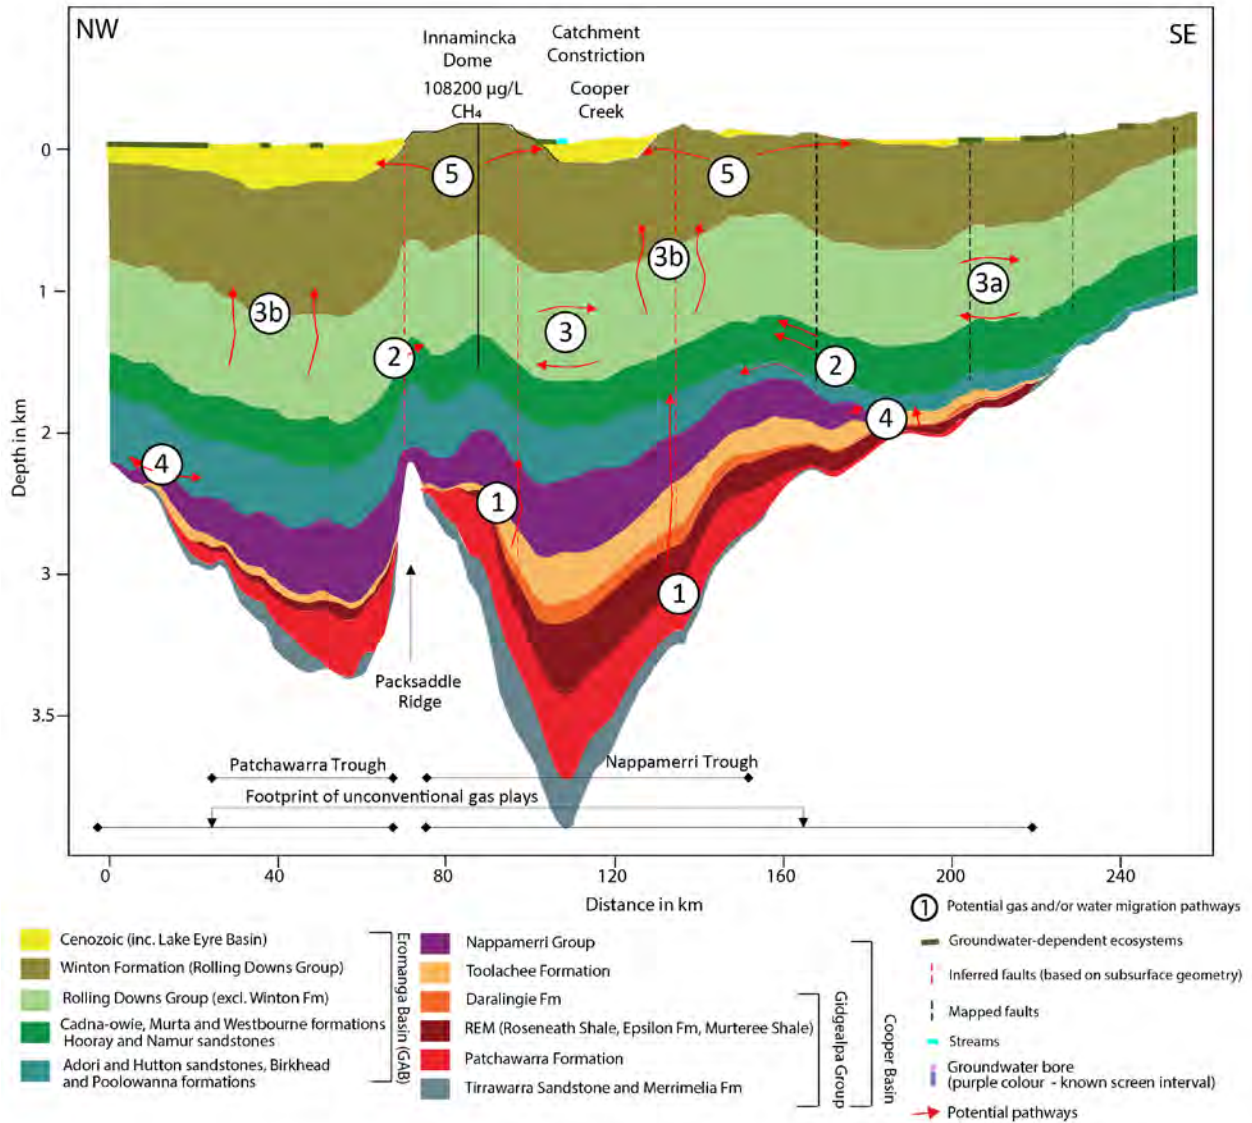 NW
SE
Innamincka
Dome
108200 µg/L
CH₄
Catchment
Constriction
Cooper
Creek
0
1
2
3
3.5
Depth in km
5
5
3b
3b
3a
3
2
2
4
4
1
1
Packsaddle
Ridge
Patchawarra Trough
Nappamerri Trough
Footprint of unconventional gas plays
0
40
80
120
160
200
240
Distance in km
Cenozoic (inc. Lake Eyre Basin)
Winton Formation (Rolling Downs Group)
Rolling Downs Group (excl. Winton Fm)
Cadna-owie, Murta and Westbourne formations
Hooray and Namur sandstones
Adori and Hutton sandstones, Birkhead
and Poolowanna formations
Eromanga Basin (GAB)
Nappamerri Group
Toolachee Formation
Daralingie Fm
REM (Roseneath Shale, Epsilon Fm, Murteree Shale)
Patchawarra Formation
Tirrawarra Sandstone and Merrimelia Fm
Gidgealpa Group
Cooper Basin
1 Potential gas and/or water migration pathways
Groundwater-dependent ecosystems
Inferred faults (based on subsurface geometry)
Mapped faults
Streams
Groundwater bore
(purple colour - known screen interval)
Potential pathways